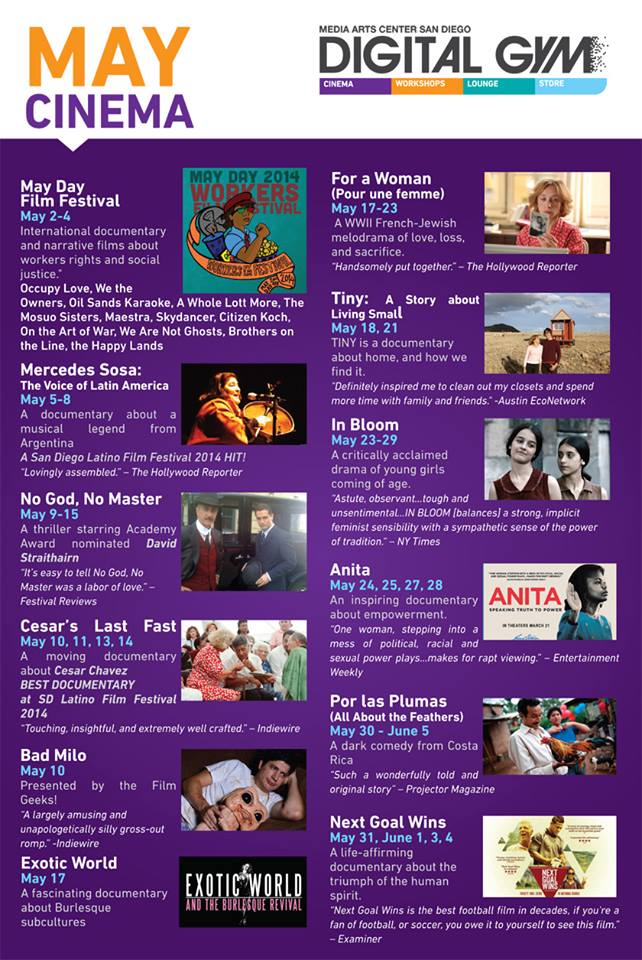 MAY
CINEMA
MEDIA ARTS CENTER SAN DIEGO
DIGITAL GYM
CINEMA WORKSHOPS LOUNGE STORE
May Day
Film Festival
May 2-4
International documentary
and narrative films about
workers rights and social
justice."
Occupy Love, We the
Owners, Oil Sands Karaoke, A Whole Lott More, The
Mosuo Sisters, Maestra, Skydancer, Citizen Koch,
On the Art of War, We Are Not Ghosts, Brothers on
the Line, the Happy Lands
MAY DAY 2014
WORKERS
FILM FESTIVAL
Mercedes Sosa:
The Voice of Latin America
May 5-8
A documentary about a
musical legend from
Argentina
A San Diego Latino Film Festival 2014 HIT!
“Lovingly assembled.” – The Hollywood Reporter
No God, No Master
May 9-15
A thriller starring Academy
Award nominated David
Straithairn
“It’s easy to tell No God, No
Master was a labor of love.” –
Festival Reviews
Cesar’s Last Fast
May 10, 11, 13, 14
A moving documentary
about Cesar Chavez
BEST DOCUMENTARY
at SD Latino Film Festival
2014
“Touching, insightful, and extremely well crafted.” – Indiewire
Bad Milo
May 10
Presented by the Film
Geeks!
“A largely amusing and
unapologetically silly gross-out
romp.” -Indiewire
Exotic World
May 17
A fascinating documentary
about Burlesque
subcultures
EXOTIC WORLD
AND THE BURLESQUE REVIVAL
For a Woman
(Pour une femme)
May 17-23
A WWII French-Jewish
melodrama of love, loss,
and sacrifice.
“Handsomely put together.” – The Hollywood Reporter
Tiny: A Story about
Living Small
May 18, 21
TINY is a documentary
about home, and how we
find it.
“Definitely inspired me to clean out my closets and spend
more time with family and friends.” -Austin EcoNetwork
In Bloom
May 23-29
A critically acclaimed
drama of young girls
coming of age.
“Astute, observant...tough and
unsentimental...IN BLOOM [balances] a strong, implicit
feminist sensibility with a sympathetic sense of the power
of tradition.” – NY Times
Anita
May 24, 25, 27, 28
An inspiring documentary
about empowerment.
“One woman, stepping into a
mess of political, racial and
sexual power plays...makes for rapt viewing.” – Entertainment
Weekly
ANITA
SPEAKING TRUTH TO POWER
IN THEATERS MARCH 21
Por las Plumas
(All About the Feathers)
May 30 - June 5
A dark comedy from Costa
Rica
“Such a wonderfully told and
original story” – Projector Magazine
Next Goal Wins
May 31, June 1, 3, 4
A life-affirming
documentary about the
triumph of the human
spirit.
“Next Goal Wins is the best football film in decades, if you’re a
fan of football, or soccer, you owe it to yourself to see this film.”
– Examiner
NEXT
GOAL
WINS